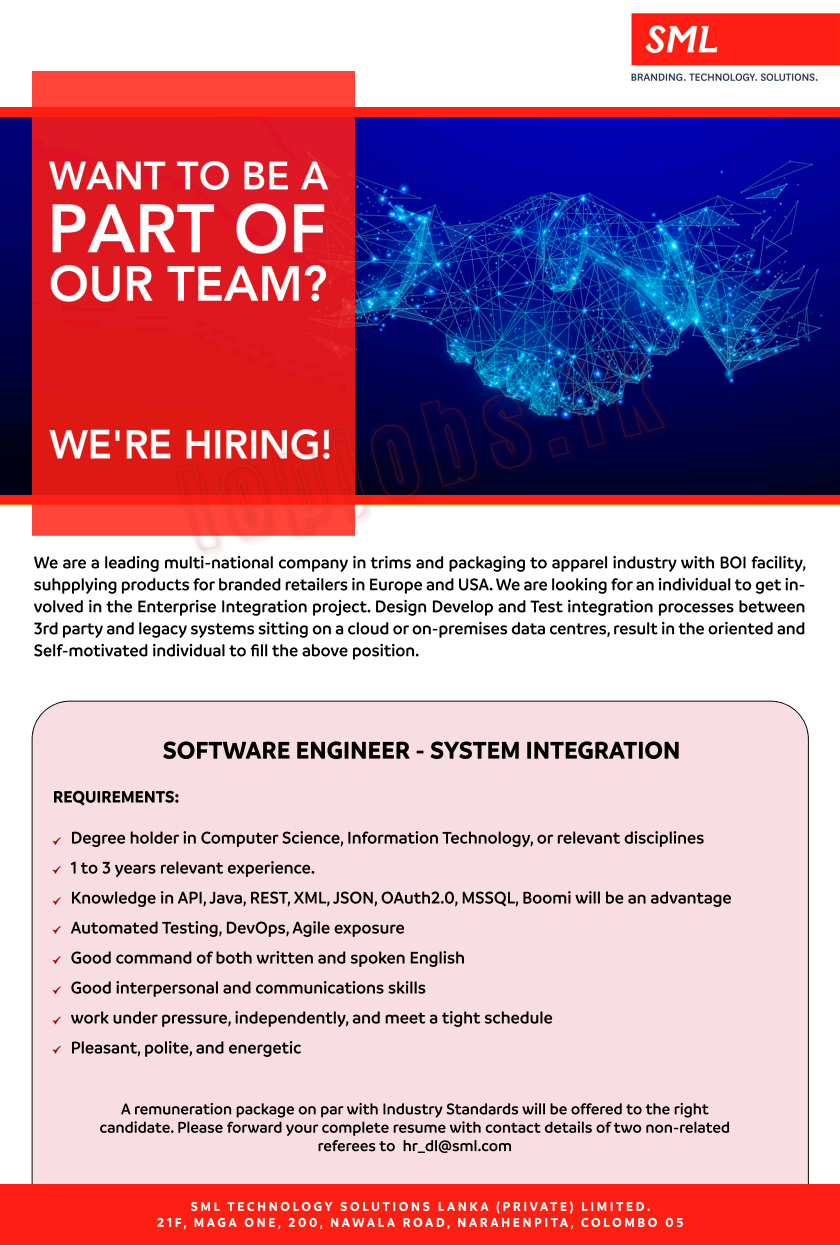 SML
BRANDING. TECHNOLOGY. SOLUTIONS.
WANT TO BE A
PART OF
OUR TEAM?
WE'RE HIRING!
topjobs.lk
We are a leading multi-national company in trims and packaging to apparel industry with BOI facility,
suhpplying products for branded retailers in Europe and USA. We are looking for an individual to get in-
volved in the Enterprise Integration project. Design Develop and Test integration processes between
3rd party and legacy systems sitting on a cloud or on-premises data centres, result in the oriented and
Self-motivated individual to fill the above position.
SOFTWARE ENGINEER - SYSTEM INTEGRATION
REQUIREMENTS:
Degree holder in Computer Science, Information Technology, or relevant disciplines
1 to 3 years relevant experience.
Knowledge in API, Java, REST, XML, JSON, OAuth2.0, MSSQL, Boomi will be an advantage
Automated Testing, DevOps, Agile exposure
Good command of both written and spoken English
Good interpersonal and communications skills
work under pressure, independently, and meet a tight schedule
Pleasant, polite, and energetic
A remuneration package on par with Industry Standards will be offered to the right
candidate. Please forward your complete resume with contact details of two non-related
referees to hr_dl@sml.com
SML TECHNOLOGY SOLUTIONS LANKA (PRIVATE) LIMITED.
21F, MAGA ONE, 200, NAWALA ROAD, NARAHENPITA, COLOMBO 05